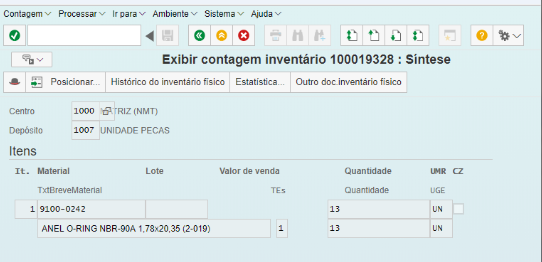 Contagem Processar Ir para Ambiente Sistema Ajuda
Exibir contagem inventário 100019328 : Síntese
Posicionar... Histórico do inventário físico Estatística... Outro doc.inventário físico
Centro 1000 MATRIZ (NMT)
Depósito 1007 UNIDADE PECAS
Itens
It. Material Lote Valor de venda Quantidade UMR CZ
TxtBreveMaterial TEs Quantidade UGE
1 9100-0242 13 UN
ANEL O-RING NBR-90A 1,78x20,35 (2-019) 1 13 UN